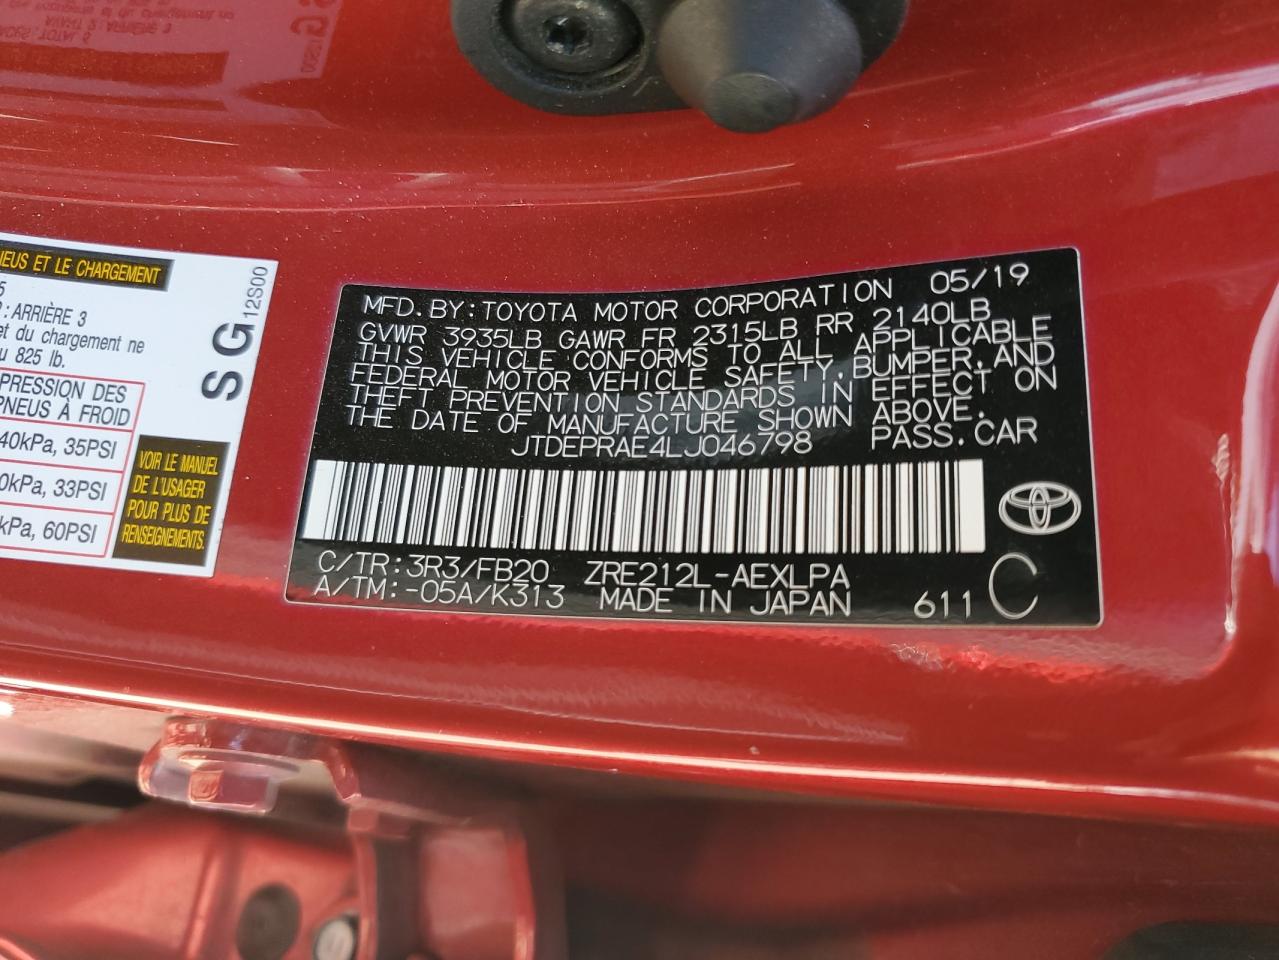 NEUS ET LE CHARGEMENT
5
: ARRIÈRE 3
et du chargement ne
825 lb.
PRESSION DES
PNEUS À FROID
40kPa, 35PSI
0kPa, 33PSI
kPa, 60PSI
VOIR LE MANUEL
DE L'USAGER
POUR PLUS DE
RENSEIGNEMENTS.
SG
12S00
MFD. BY: TOYOTA MOTOR CORPORATION 05/19
GVWR 3935LB GAWR FR 2315LB RR 2140LB
THIS VEHICLE CONFORMS TO ALL APPLICABLE
FEDERAL MOTOR VEHICLE SAFETY, BUMPER, AND
THEFT PREVENTION STANDARDS IN EFFECT ON
THE DATE OF MANUFACTURE SHOWN ABOVE.
JTDEPRAE4LJ046798 PASS. CAR
C/TR: 3R3/FB20 ZRE212L-AEXLPA
A/TM: -05A/K313 MADE IN JAPAN 611 C